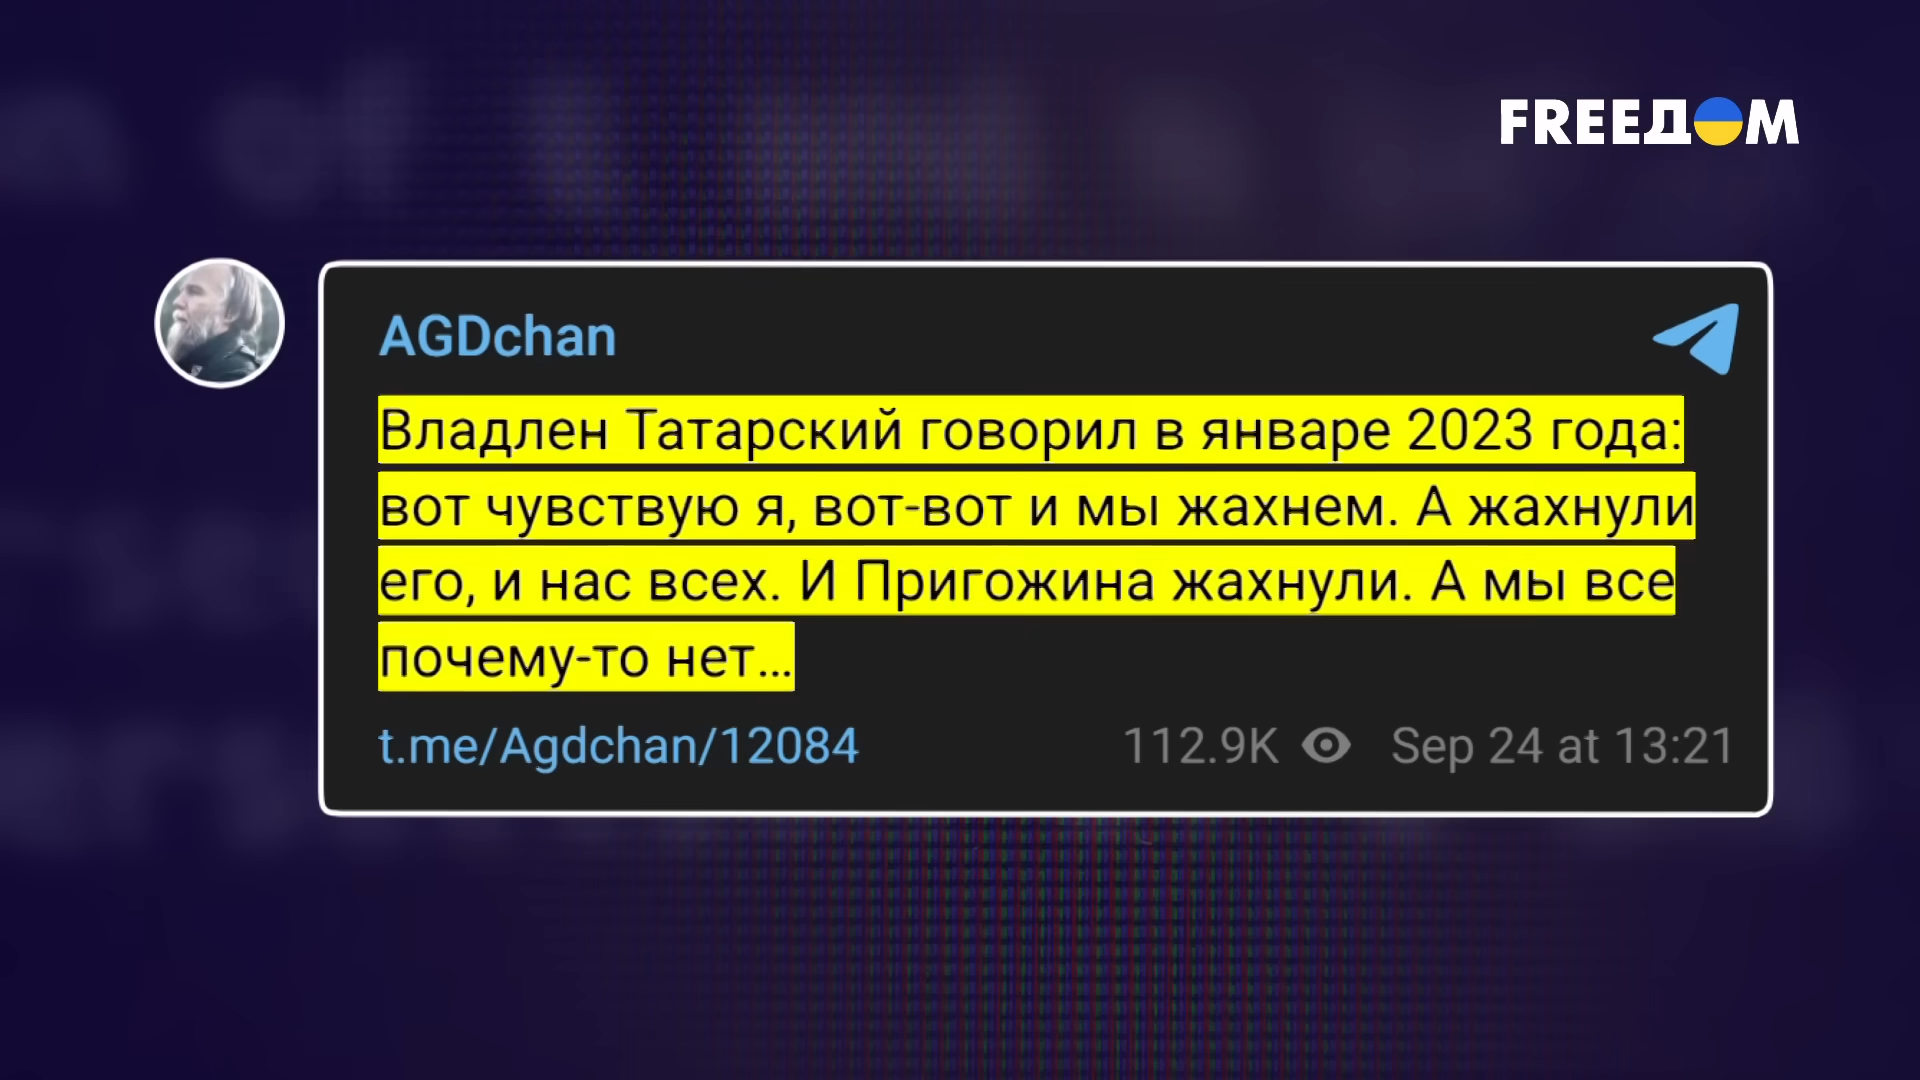 FREEДOM
AGDchan
Владлен Татарский говорил в январе 2023 года:
вот чувствую я, вот-вот и мы жахнем. А жахнули
его, и нас всех. И Пригожина жахнули. А мы все
почему-то нет...
t.me/Agdchan/12084 112.9K Sep 24 at 13:21